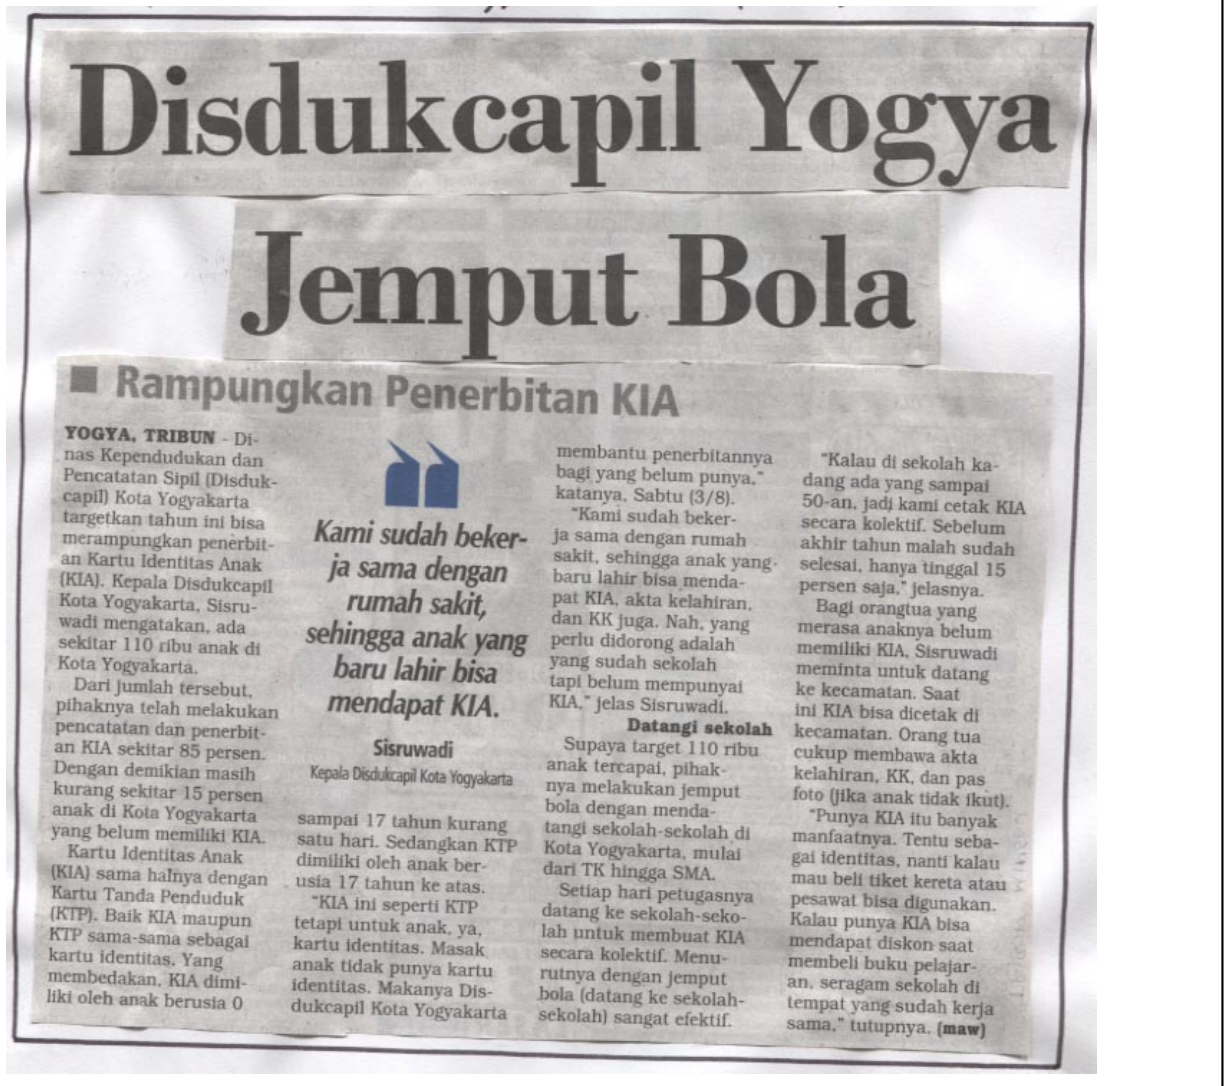 Disdukcapil Yogya
Jemput Bola
■ Rampungkan Penerbitan KIA
YOGYA, TRIBUN - Di-
nas Kependudukan dan
Pencatatan Sipil (Disduk-
capil) Kota Yogyakarta
targetkan tahun ini bisa
merampungkan penerbit-
an Kartu Identitas Anak
(KIA). Kepala Disdukcapil
Kota Yogyakarta, Sisru-
wadi mengatakan, ada
sekitar 110 ribu anak di
Kota Yogyakarta.
Dari jumlah tersebut,
pihaknya telah melakukan
pencatatan dan penerbit-
an KIA sekitar 85 persen.
Dengan demikian masih
kurang sekitar 15 persen
anak di Kota Yogyakarta
yang belum memiliki KIA.
Kartu Identitas Anak
(KIA) sama halnya dengan
Kartu Tanda Penduduk
(KTP). Baik KIA maupun
KTP sama-sama sebagai
kartu identitas. Yang
membedakan, KIA dimi-
liki oleh anak berusia 0
Kami sudah beker-
ja sama dengan
rumah sakit,
sehingga anak yang
baru lahir bisa
mendapat KIA.
Sisruwadi
Kepala Disdukcapil Kota Yogyakarta
sampai 17 tahun kurang
satu hari. Sedangkan KTP
dimiliki oleh anak ber-
usia 17 tahun ke atas.
"KIA ini seperti KTP
tetapi untuk anak, ya,
kartu identitas. Masak
anak tidak punya kartu
identitas. Makanya Dis-
dukcapil Kota Yogyakarta
membantu penerbitannya
bagi yang belum punya,"
katanya, Sabtu (3/8).
"Kami sudah beker-
ja sama dengan rumah
sakit, sehingga anak yang
baru lahir bisa menda-
pat KIA, akta kelahiran,
dan KK juga. Nah, yang
perlu didorong adalah
yang sudah sekolah
tapi belum mempunyai
KIA," jelas Sisruwadi.
Datangi sekolah
Supaya target 110 ribu
anak tercapai, pihak-
nya melakukan jemput
bola dengan menda-
tangi sekolah-sekolah di
Kota Yogyakarta, mulai
dari TK hingga SMA.
Setiap hari petugasnya
datang ke sekolah-seko-
lah untuk membuat KIA
secara kolektif. Menu-
rutnya dengan jemput
bola (datang ke sekolah-
sekolah) sangat efektif.
"Kalau di sekolah ka-
dang ada yang sampai
50-an, jadi kami cetak KIA
secara kolektif. Sebelum
akhir tahun malah sudah
selesai, hanya tinggal 15
persen saja," jelasnya.
Bagi orangtua yang
merasa anaknya belum
memiliki KIA, Sisruwadi
meminta untuk datang
ke kecamatan. Saat
ini KIA bisa dicetak di
kecamatan. Orang tua
cukup membawa akta
kelahiran, KK, dan pas
foto (jika anak tidak ikut).
"Punya KIA itu banyak
manfaatnya. Tentu seba-
gai identitas, nanti kalau
mau beli tiket kereta atau
pesawat bisa digunakan.
Kalau punya KIA bisa
mendapat diskon saat
membeli buku pelajar-
an, seragam sekolah di
tempat yang sudah kerja
sama," tutupnya. (maw)